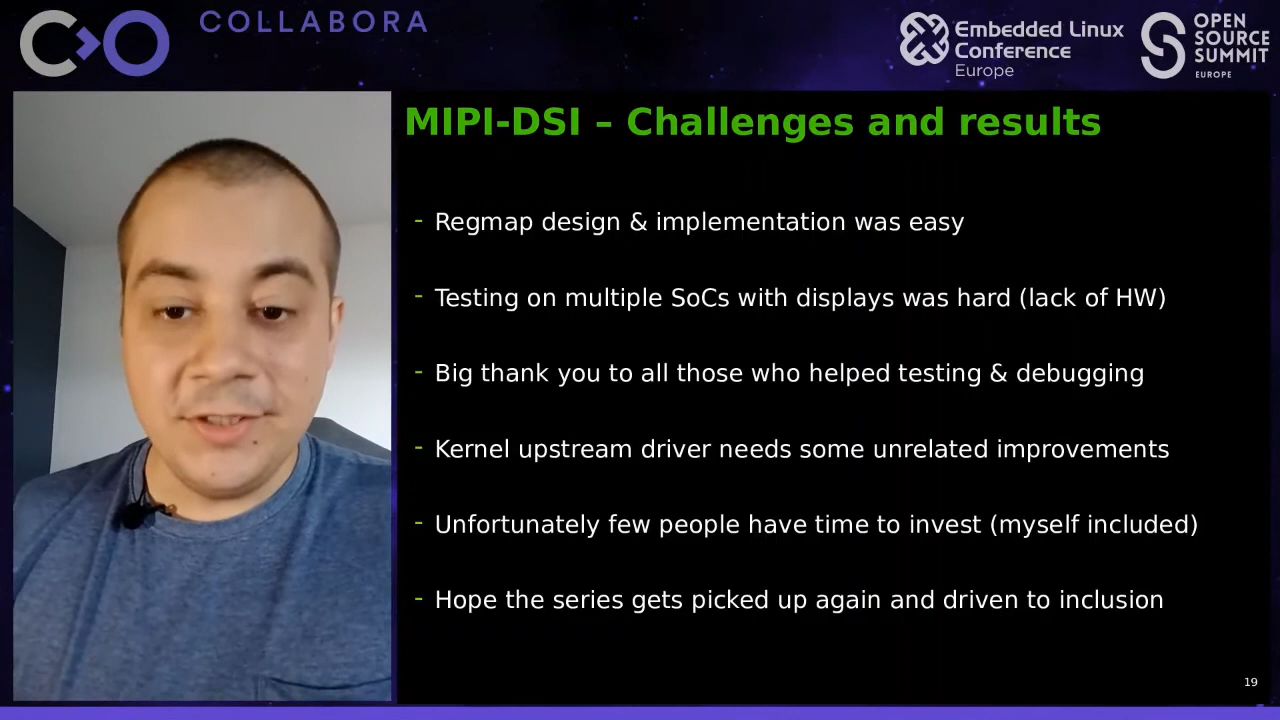 COLLABORA
Embedded Linux
Conference
Europe
OPEN
SOURCE
SUMMIT
EUROPE
MIPI-DSI – Challenges and results
- Regmap design & implementation was easy
- Testing on multiple SoCs with displays was hard (lack of HW)
- Big thank you to all those who helped testing & debugging
- Kernel upstream driver needs some unrelated improvements
- Unfortunately few people have time to invest (myself included)
- Hope the series gets picked up again and driven to inclusion
19